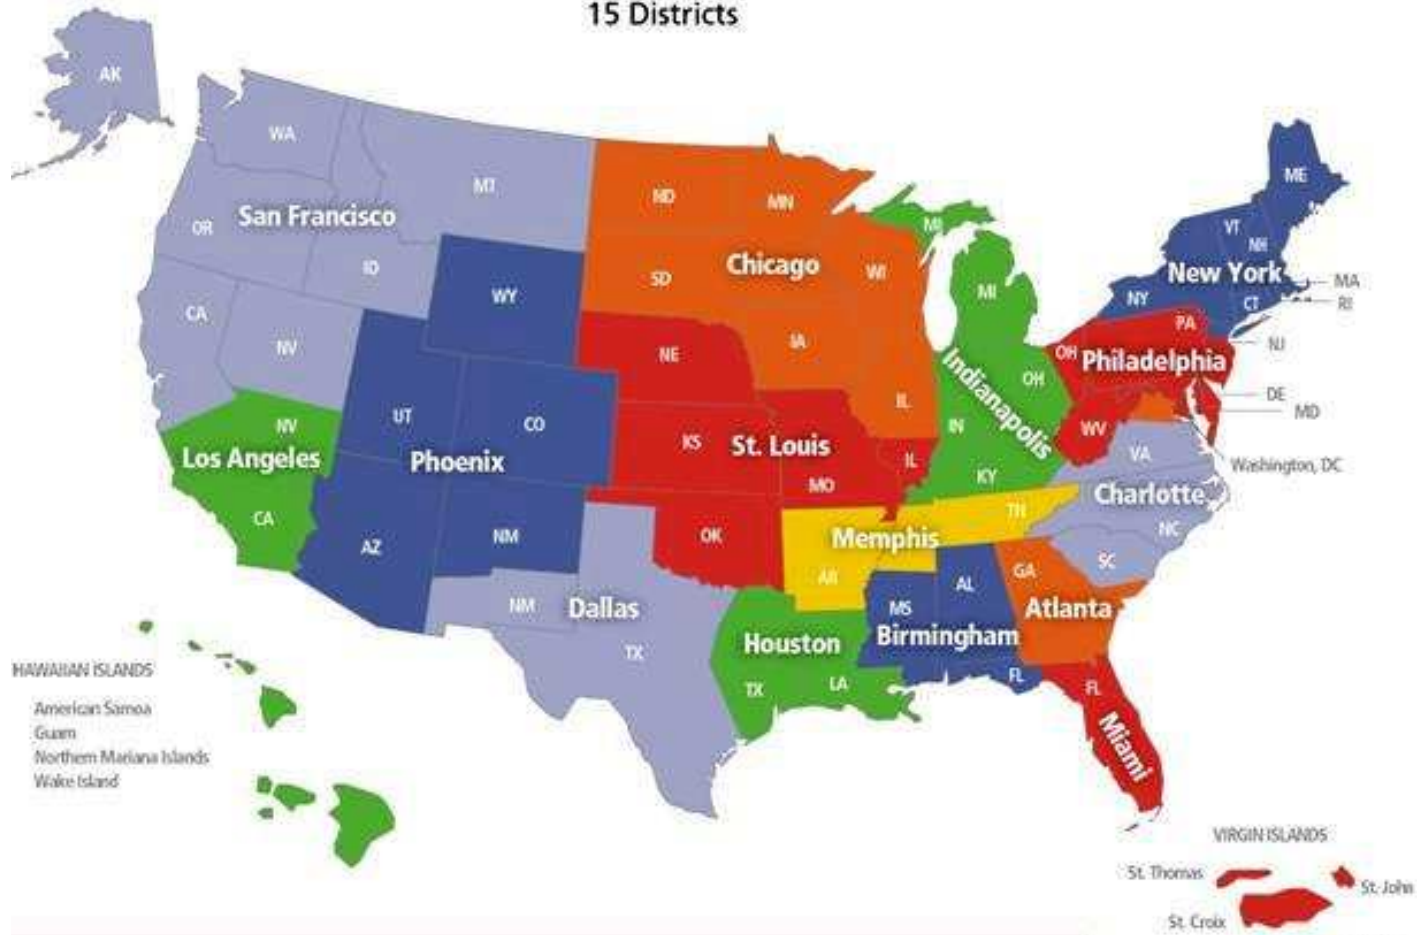 15 Districts
AK
WA
MT
ND
MN
ME
San Francisco
OR
ID
MI
VT
NH
New York
MA
RI
NY
CT
SD
Chicago
WI
WY
MI
CA
NV
NE
IA
PA
NJ
OH
Philadelphia
OH
Indianapolis
DE
MD
IL
UT
CO
NV
Los Angeles
Phoenix
KS
St. Louis
IN
WV
VA
Washington, DC
IL
MO
KY
Charlotte
CA
AZ
NM
OK
Memphis
TN
NC
SC
AR
GA
AL
NM
Dallas
MS
Atlanta
Birmingham
Houston
TX
TX
LA
FL
FL
Miami
HAWAIIAN ISLANDS
American Samoa
Guam
Northern Mariana Islands
Wake Island
VIRGIN ISLANDS
St. Thomas
St. John
St. Croix